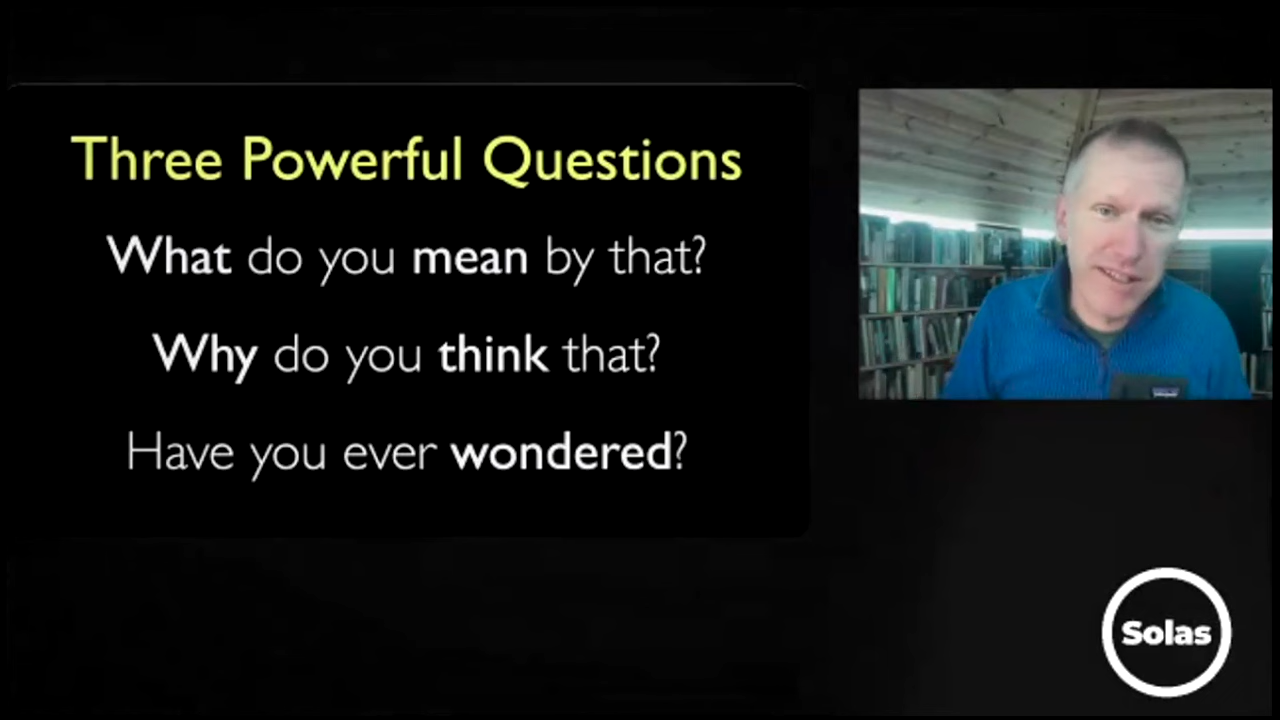 Three Powerful Questions
What do you mean by that?
Why do you think that?
Have you ever wondered?
Solas